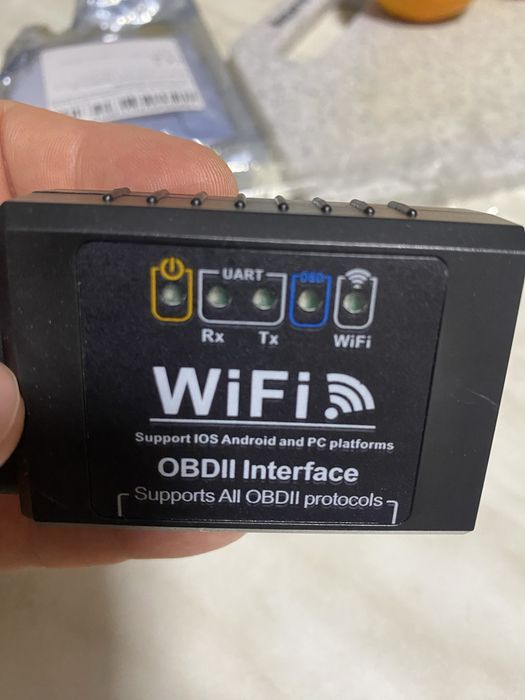 UART
OBD
Rx Tx WiFi
WiFi
Support IOS Android and PC platforms
OBDII Interface
Supports All OBDII protocols